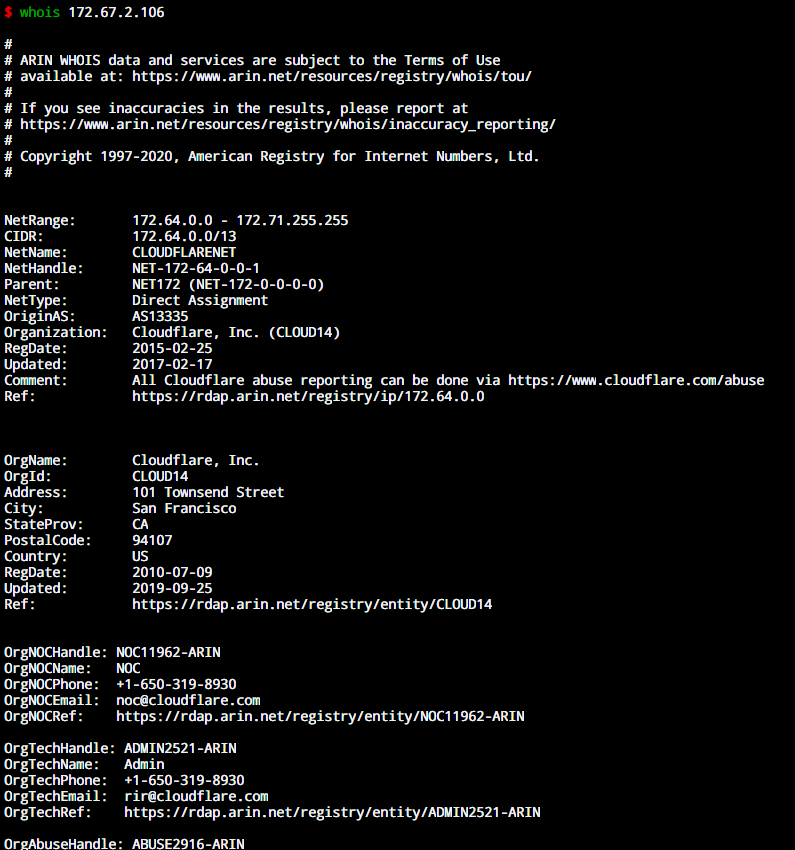 $ whois 172.67.2.106
#
# ARIN WHOIS data and services are subject to the Terms of Use
# available at: https://www.arin.net/resources/registry/whois/tou/
#
# If you see inaccuracies in the results, please report at
# https://www.arin.net/resources/registry/whois/inaccuracy_reporting/
#
# Copyright 1997-2020, American Registry for Internet Numbers, Ltd.
#
NetRange: 172.64.0.0 - 172.71.255.255
CIDR: 172.64.0.0/13
NetName: CLOUDFLARENET
NetHandle: NET-172-64-0-0-1
Parent: NET172 (NET-172-0-0-0-0)
NetType: Direct Assignment
OriginAS: AS13335
Organization: Cloudflare, Inc. (CLOUD14)
RegDate: 2015-02-25
Updated: 2017-02-17
Comment: All Cloudflare abuse reporting can be done via https://www.cloudflare.com/abuse
Ref: https://rdap.arin.net/registry/ip/172.64.0.0
OrgName: Cloudflare, Inc.
OrgId: CLOUD14
Address: 101 Townsend Street
City: San Francisco
StateProv: CA
PostalCode: 94107
Country: US
RegDate: 2010-07-09
Updated: 2019-09-25
Ref: https://rdap.arin.net/registry/entity/CLOUD14
OrgNOCHandle: NOC11962-ARIN
OrgNOCName: NOC
OrgNOCPhone: +1-650-319-8930
OrgNOCEmail: noc@cloudflare.com
OrgNOCRef: https://rdap.arin.net/registry/entity/NOC11962-ARIN
OrgTechHandle: ADMIN2521-ARIN
OrgTechName: Admin
OrgTechPhone: +1-650-319-8930
OrgTechEmail: rir@cloudflare.com
OrgTechRef: https://rdap.arin.net/registry/entity/ADMIN2521-ARIN
OrgAbuseHandle: ABUSE2916-ARIN